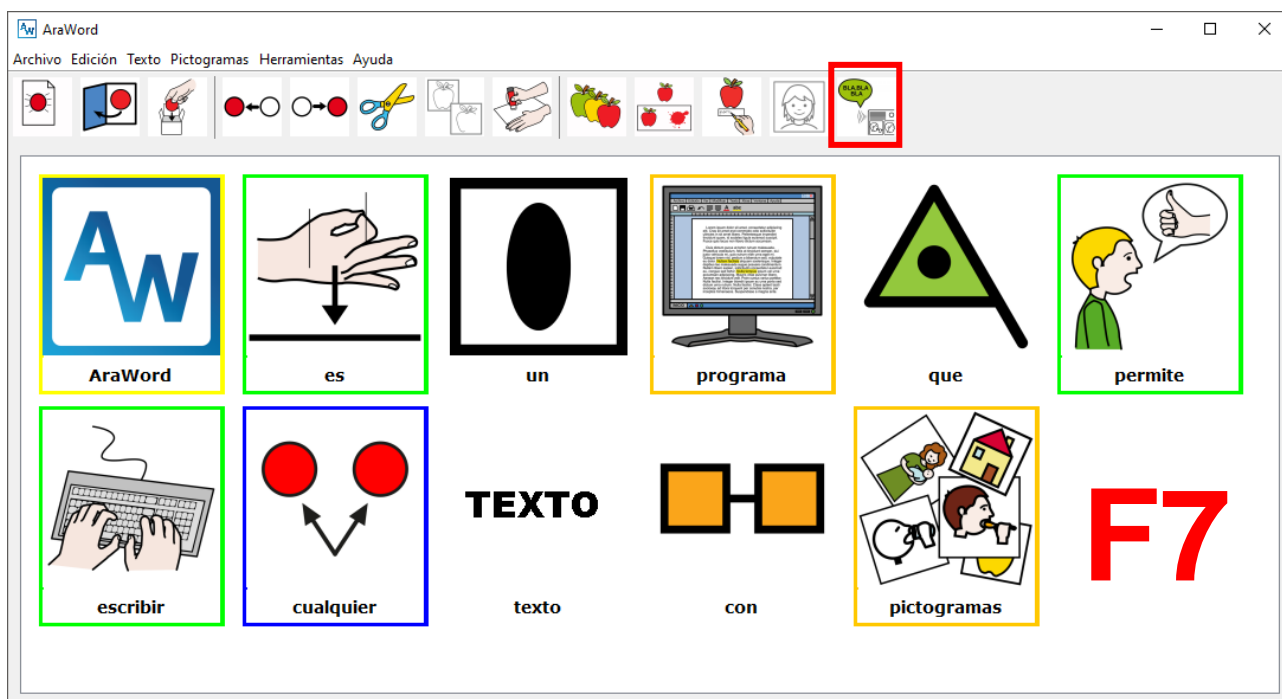 AraWord
Archivo Edición Texto Pictogramas Herramientas Ayuda
BLA,BLA
BLA
AW
AraWord es un programa que permite
TEXTO
F7
escribir cualquier texto con pictogramas